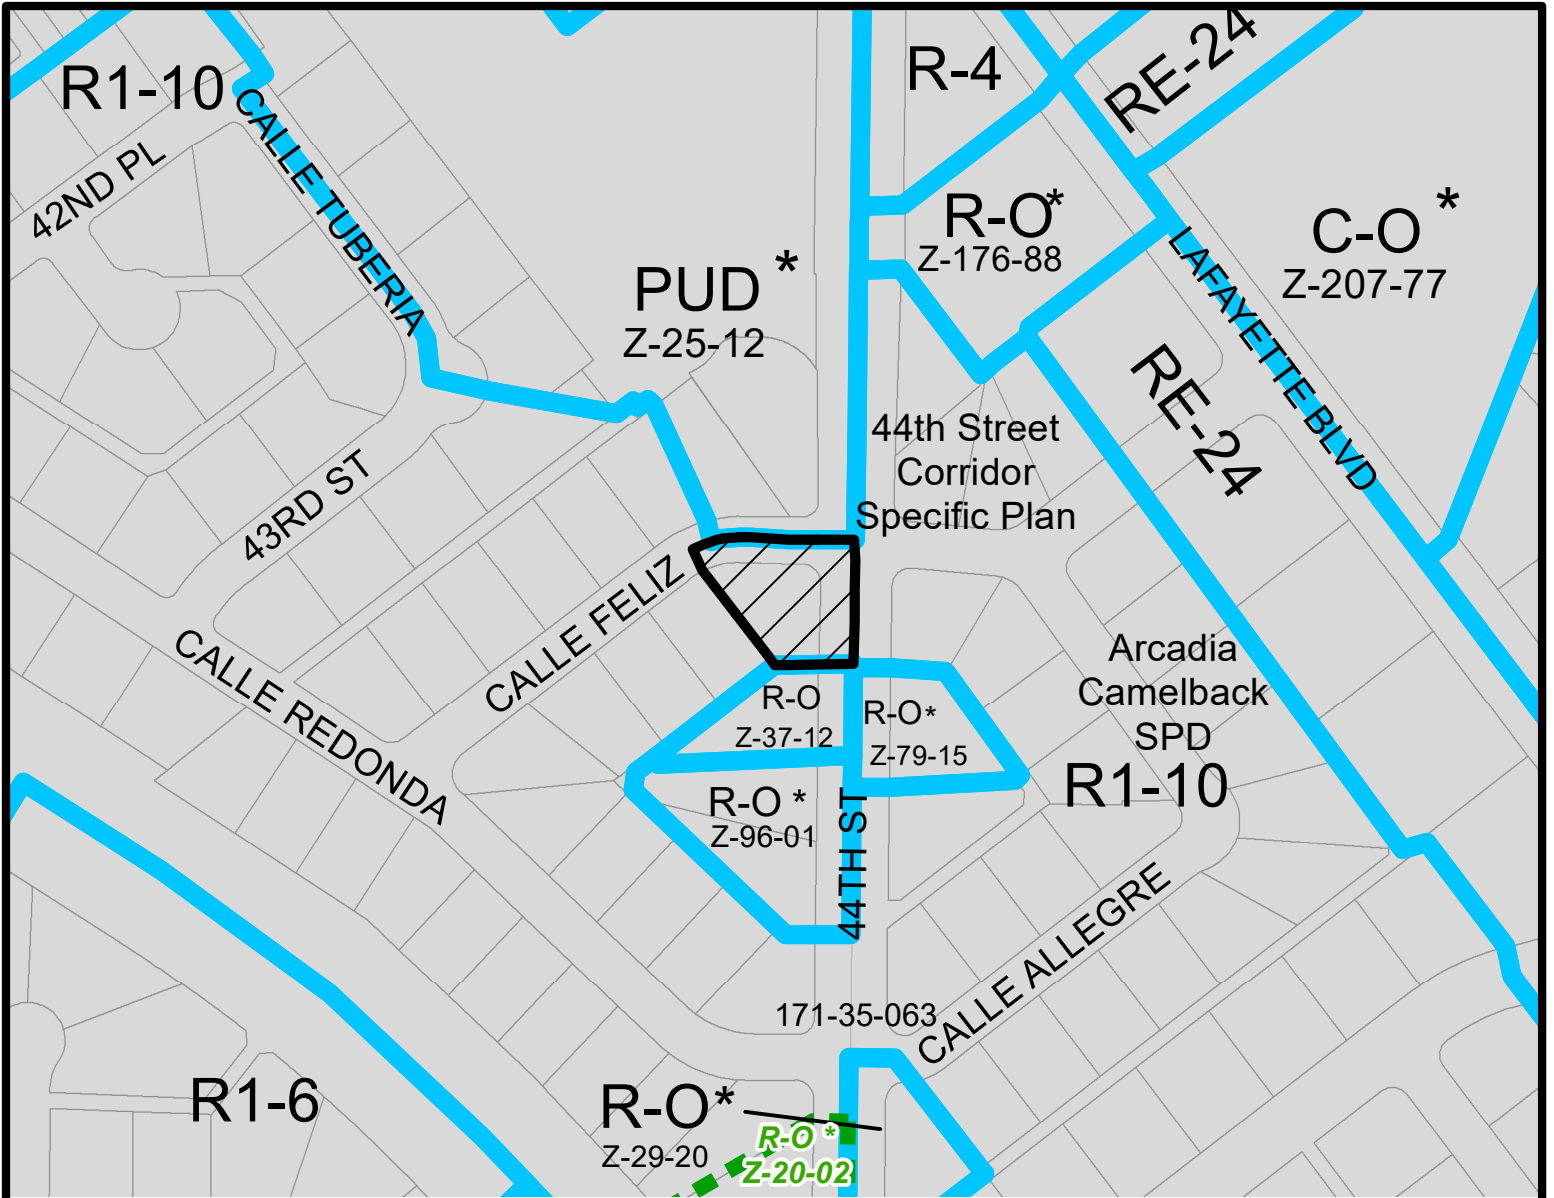 R-4
RE-24
R1-10
CALLE TUBERIA
42ND PL
R-O*
Z-176-88
C-O *
Z-207-77
PUD *
Z-25-12
LAFAYETTE BLVD
RE-24
44th Street
Corridor
Specific Plan
43RD ST
CALLE FELIZ
CALLE REDONDA
Arcadia
Camelback
SPD
R1-10
R-O
Z-37-12
R-O*
Z-79-15
R-O *
Z-96-01
44TH ST
CALLE ALLEGRE
171-35-063
R1-6
R-O*
Z-29-20
R-O *
Z-20-02